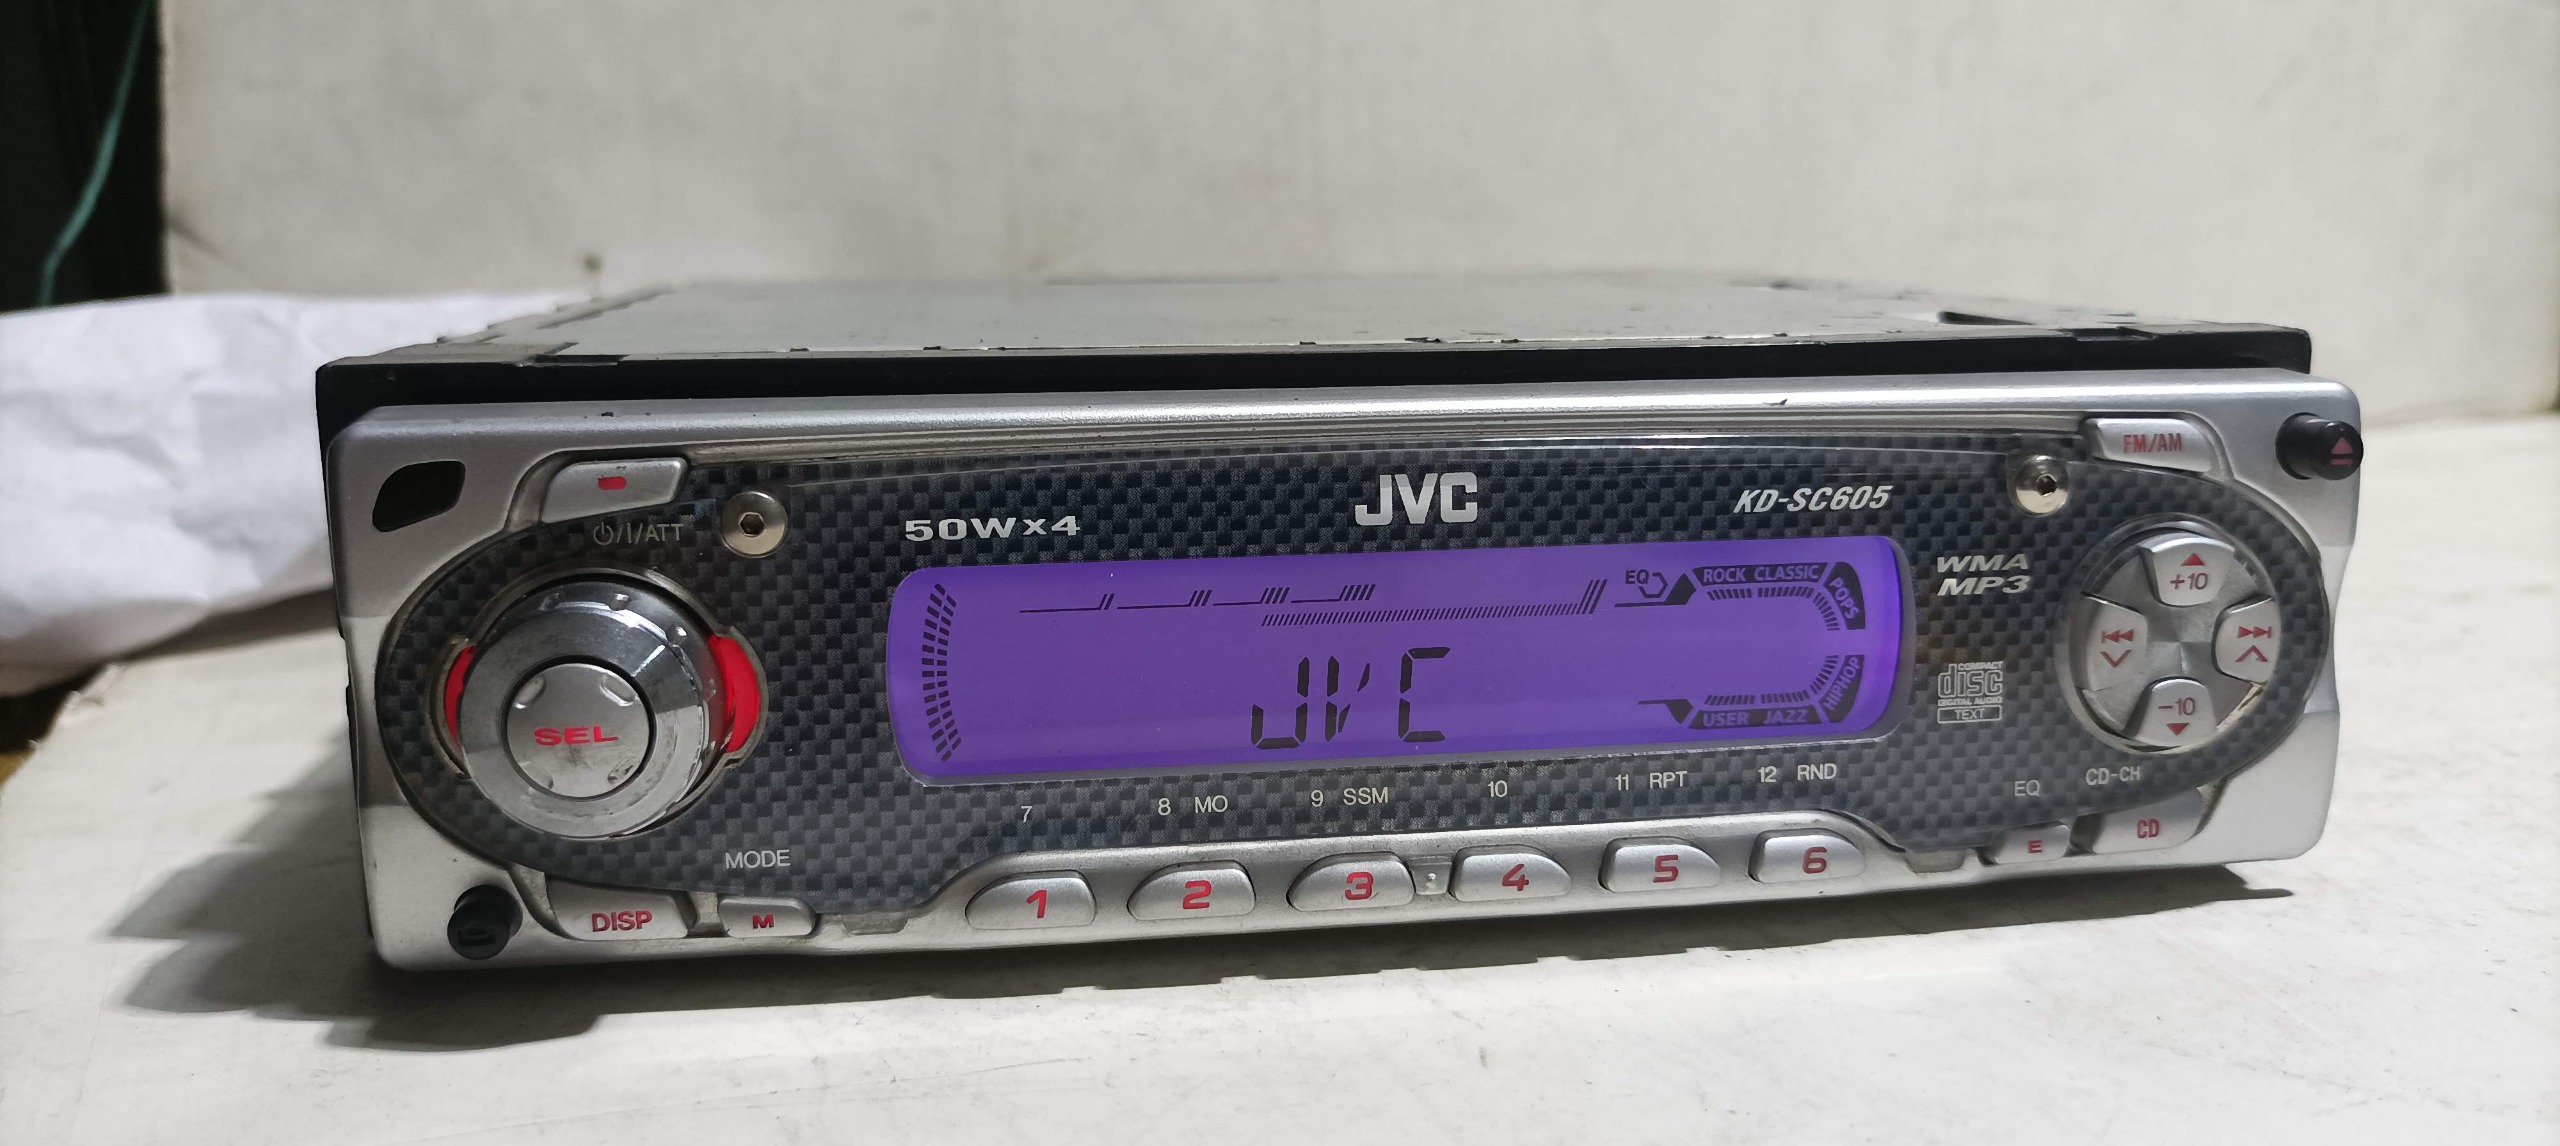 FM/AM
⏻/I/ATT
50Wx4
JVC
KD-SC605
WMA
MP3
EQ
ROCK CLASSIC
POPS
HIPHOP
USER JAZZ
JVC
SEL
+10
-10
COMPACT
disc
DIGITAL AUDIO
TEXT
7
8 MO
9 SSM
10
11 RPT
12 RND
EQ
CD-CH
MODE
DISP
M
1
2
3
4
5
6
E
CD